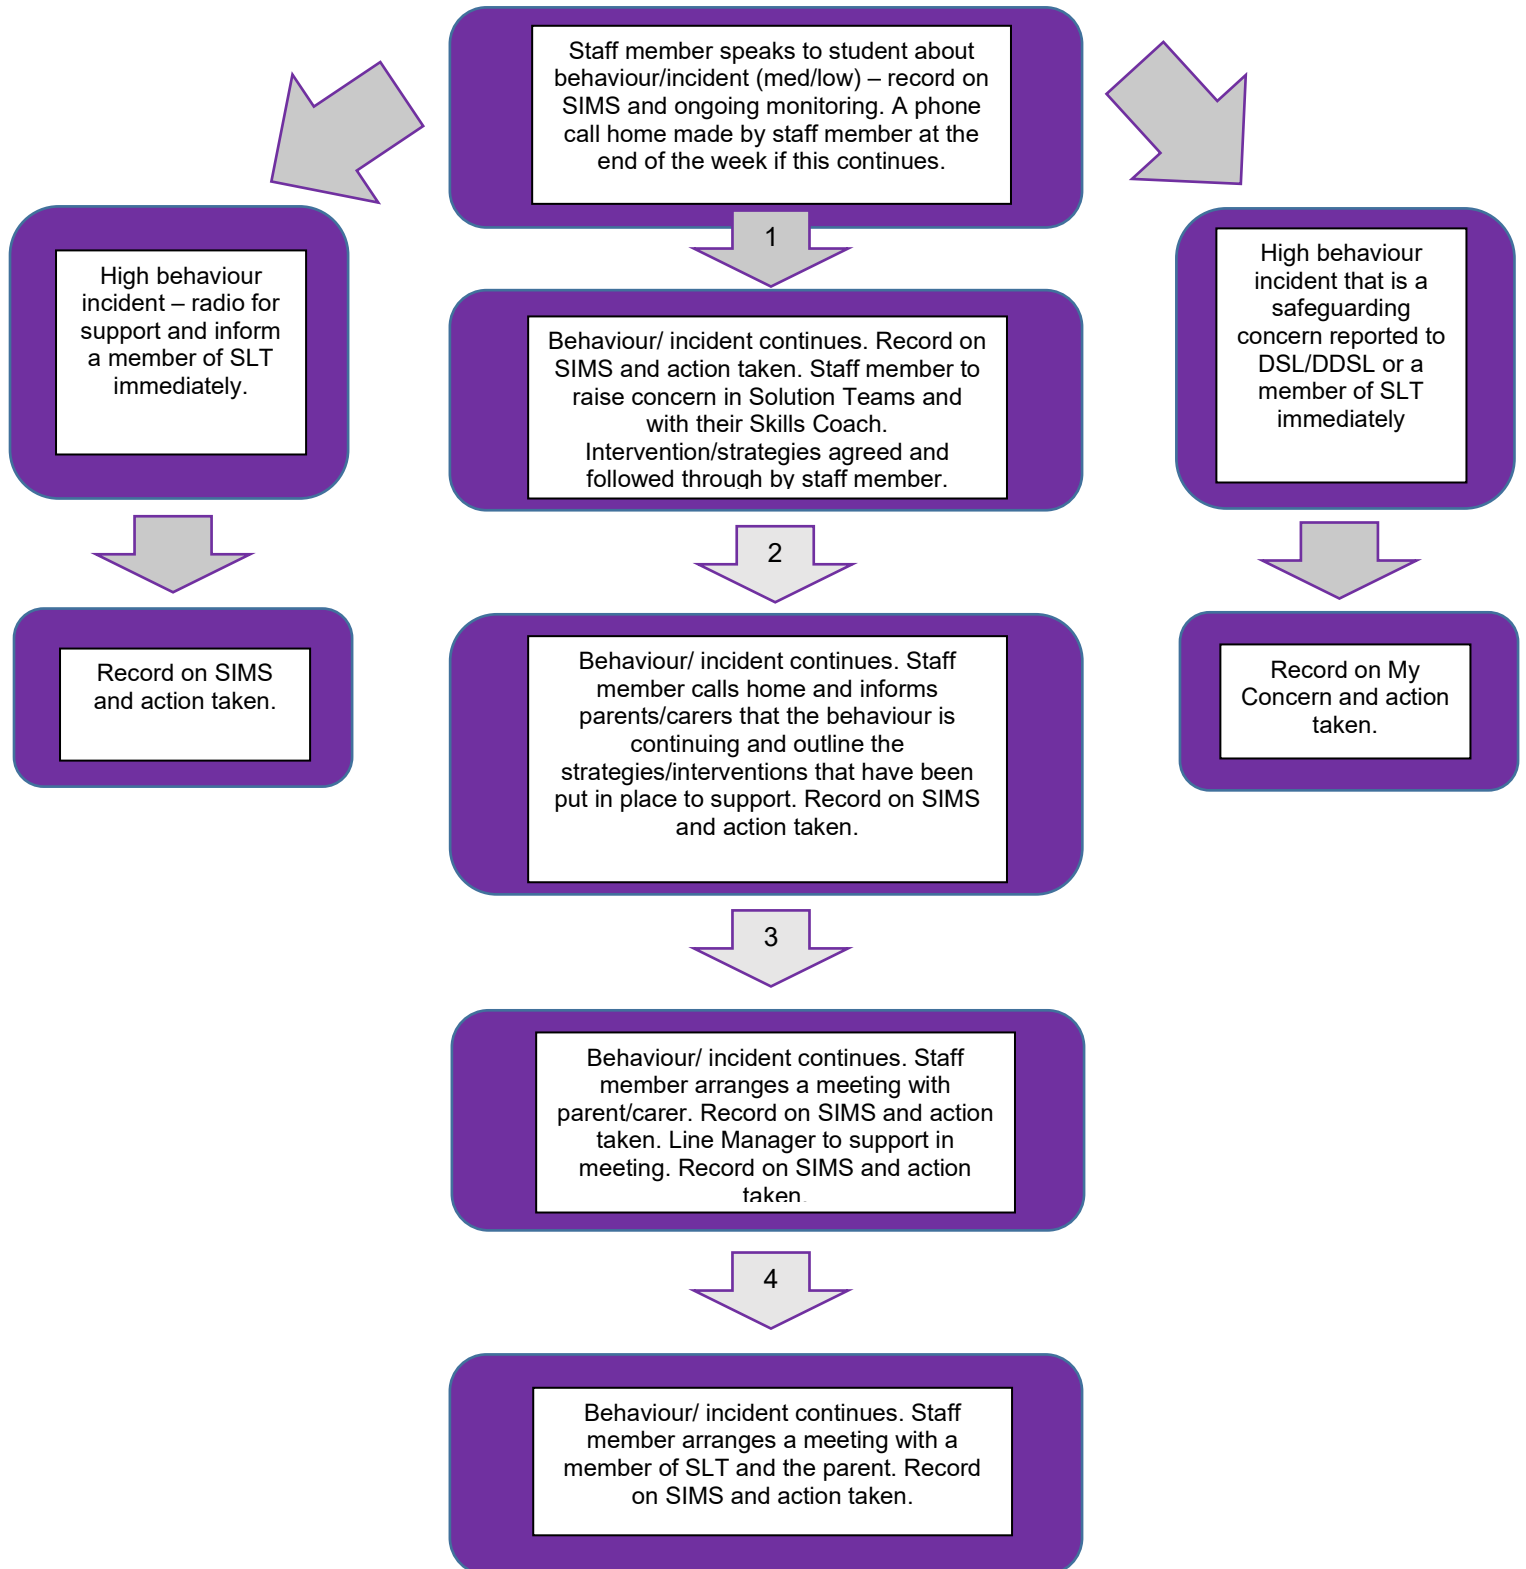 Staff member speaks to student about
behaviour/incident (med/low) – record on
SIMS and ongoing monitoring. A phone
call home made by staff member at the
end of the week if this continues.
High behaviour
incident – radio for
support and inform
a member of SLT
immediately.
1
High behaviour
incident that is a
safeguarding
concern reported to
DSL/DDSL or a
member of SLT
immediately
Behaviour/ incident continues. Record on
SIMS and action taken. Staff member to
raise concern in Solution Teams and
with their Skills Coach.
Intervention/strategies agreed and
followed through by staff member.
2
Record on SIMS
and action taken.
Behaviour/ incident continues. Staff
member calls home and informs
parents/carers that the behaviour is
continuing and outline the
strategies/interventions that have been
put in place to support. Record on SIMS
and action taken.
Record on My
Concern and action
taken.
3
Behaviour/ incident continues. Staff
member arranges a meeting with
parent/carer. Record on SIMS and action
taken. Line Manager to support in
meeting. Record on SIMS and action
taken.
4
Behaviour/ incident continues. Staff
member arranges a meeting with a
member of SLT and the parent. Record
on SIMS and action taken.